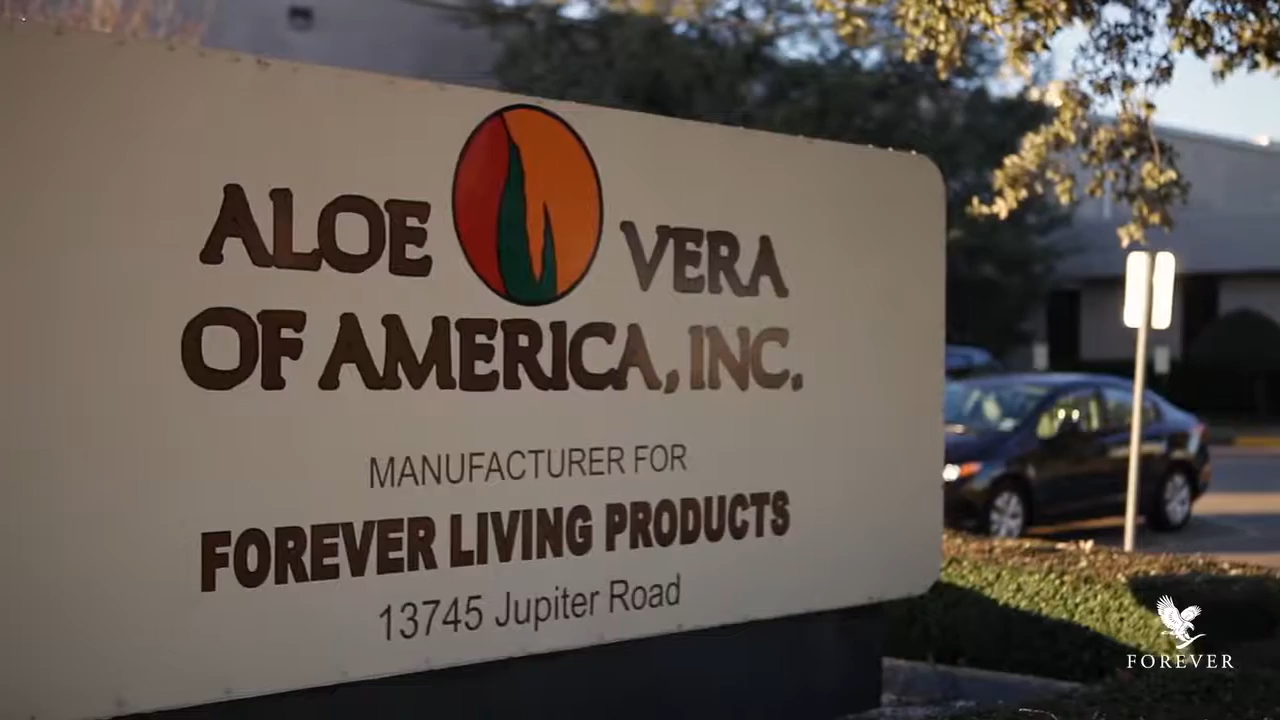 ALOE VERA
OF AMERICA, INC.
MANUFACTURER FOR
FOREVER LIVING PRODUCTS
13745 Jupiter Road
FOREVER